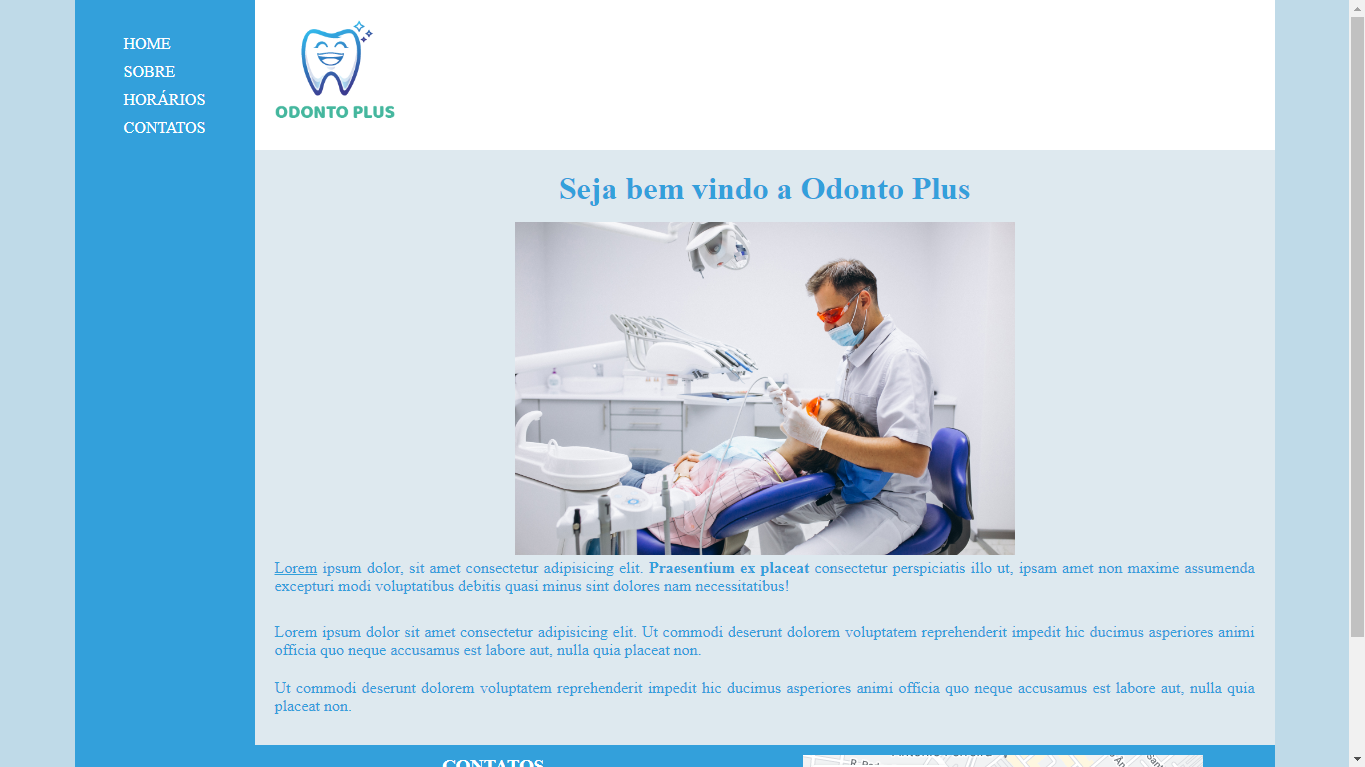 HOME
SOBRE
HORÁRIOS
CONTATOS
ODONTO PLUS
Seja bem vindo a Odonto Plus
Lorem ipsum dolor, sit amet consectetur adipisicing elit. Praesentium ex placeat consectetur perspiciatis illo ut, ipsam amet non maxime assumenda
excepturi modi voluptatibus debitis quasi minus sint dolores nam necessitatibus!
Lorem ipsum dolor sit amet consectetur adipisicing elit. Ut commodi deserunt dolorem voluptatem reprehenderit impedit hic ducimus asperiores animi
officia quo neque accusamus est labore aut, nulla quia placeat non.
Ut commodi deserunt dolorem voluptatem reprehenderit impedit hic ducimus asperiores animi officia quo neque accusamus est labore aut, nulla quia
placeat non.
CONTATOS